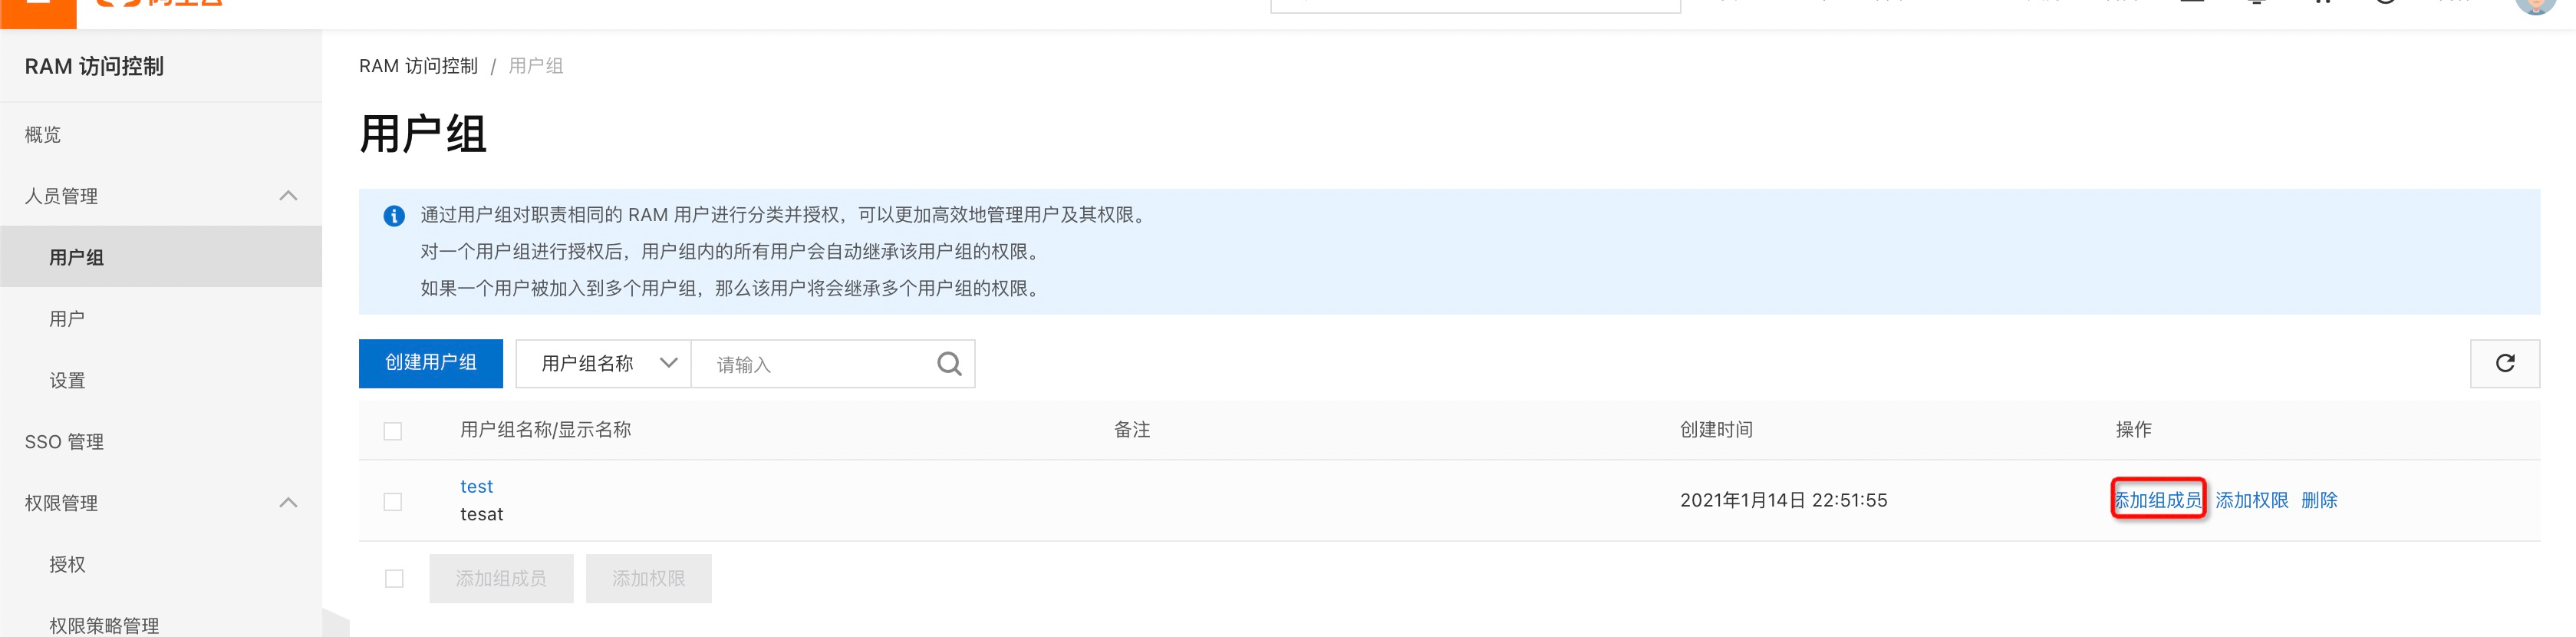 RAM 访问控制
概览
人员管理
用户组
用户
设置
SSO 管理
权限管理
授权
权限策略管理
RAM 访问控制 / 用户组
用户组
通过用户组对职责相同的 RAM 用户进行分类并授权，可以更加高效地管理用户及其权限。
对一个用户组进行授权后，用户组内的所有用户会自动继承该用户组的权限。
如果一个用户被加入到多个用户组，那么该用户将会继承多个用户组的权限。
创建用户组 用户组名称 请输入
用户组名称/显示名称 备注 创建时间 操作
test
tesat
2021年1月14日 22:51:55 添加组成员 添加权限 删除
添加组成员 添加权限